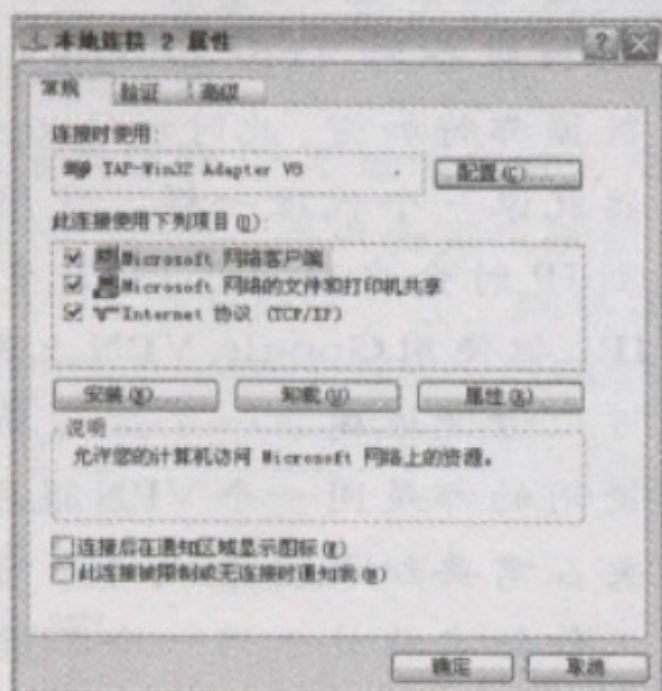 本地连接 2 属性
常规 验证 高级
连接时使用:
TAP-Win32 Adapter V8
配置(C)...
此连接使用下列项目(O):
Microsoft 网络客户端
Microsoft 网络的文件和打印机共享
Internet 协议 (TCP/IP)
安装(N)... 卸载(U) 属性(R)
说明
允许您的计算机访问 Microsoft 网络上的资源。
连接后在通知区域显示图标(W)
此连接被限制或无连接时通知我(M)
确定 取消